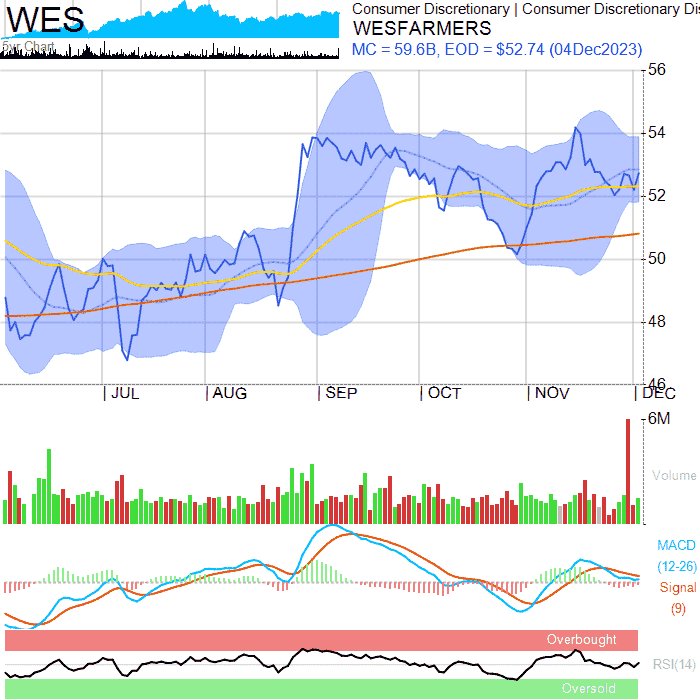 WES
5yr Chart
Consumer Discretionary | Consumer Discretionary Dis
WESFARMERS
MC = 59.6B, EOD = $52.74 (04Dec2023)
56
54
52
50
48
46
| JUL | AUG | SEP | OCT | NOV | DEC
6M
Volume
MACD
(12-26)
Signal
(9)
Overbought
RSI(14)
Oversold